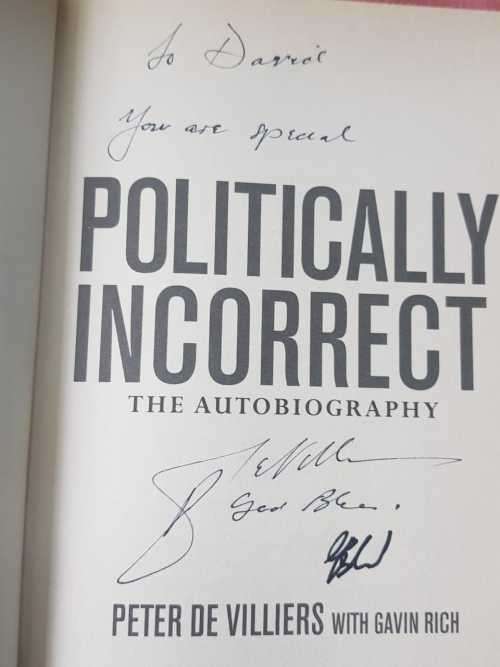 To Darric
You are special
POLITICALLY
INCORRECT
THE AUTOBIOGRAPHY
God Bless.
PETER DE VILLIERS WITH GAVIN RICH